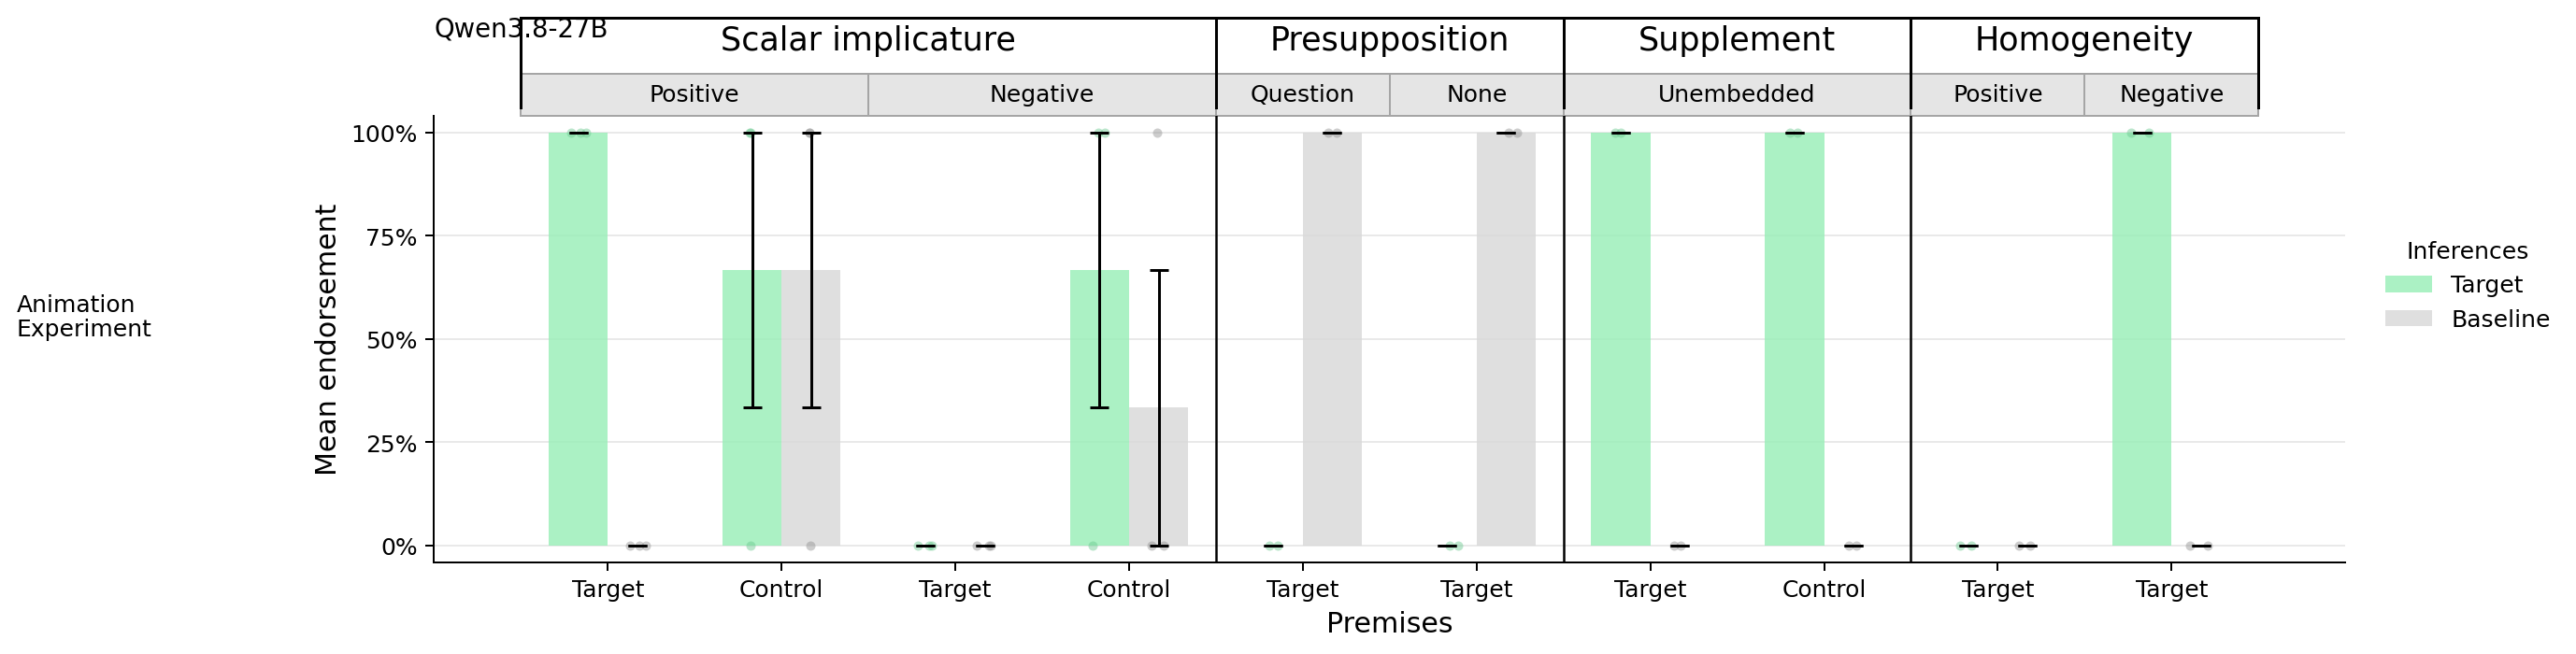 Qwen3.8-27B
Scalar implicature Presupposition Supplement Homogeneity
Positive Negative Question None Unembedded Positive Negative
100%
75%
50%
25%
0%
Mean endorsement
Animation
Experiment
Inferences
Target
Baseline
Target Control Target Control Target Target Target Control Target Target
Premises